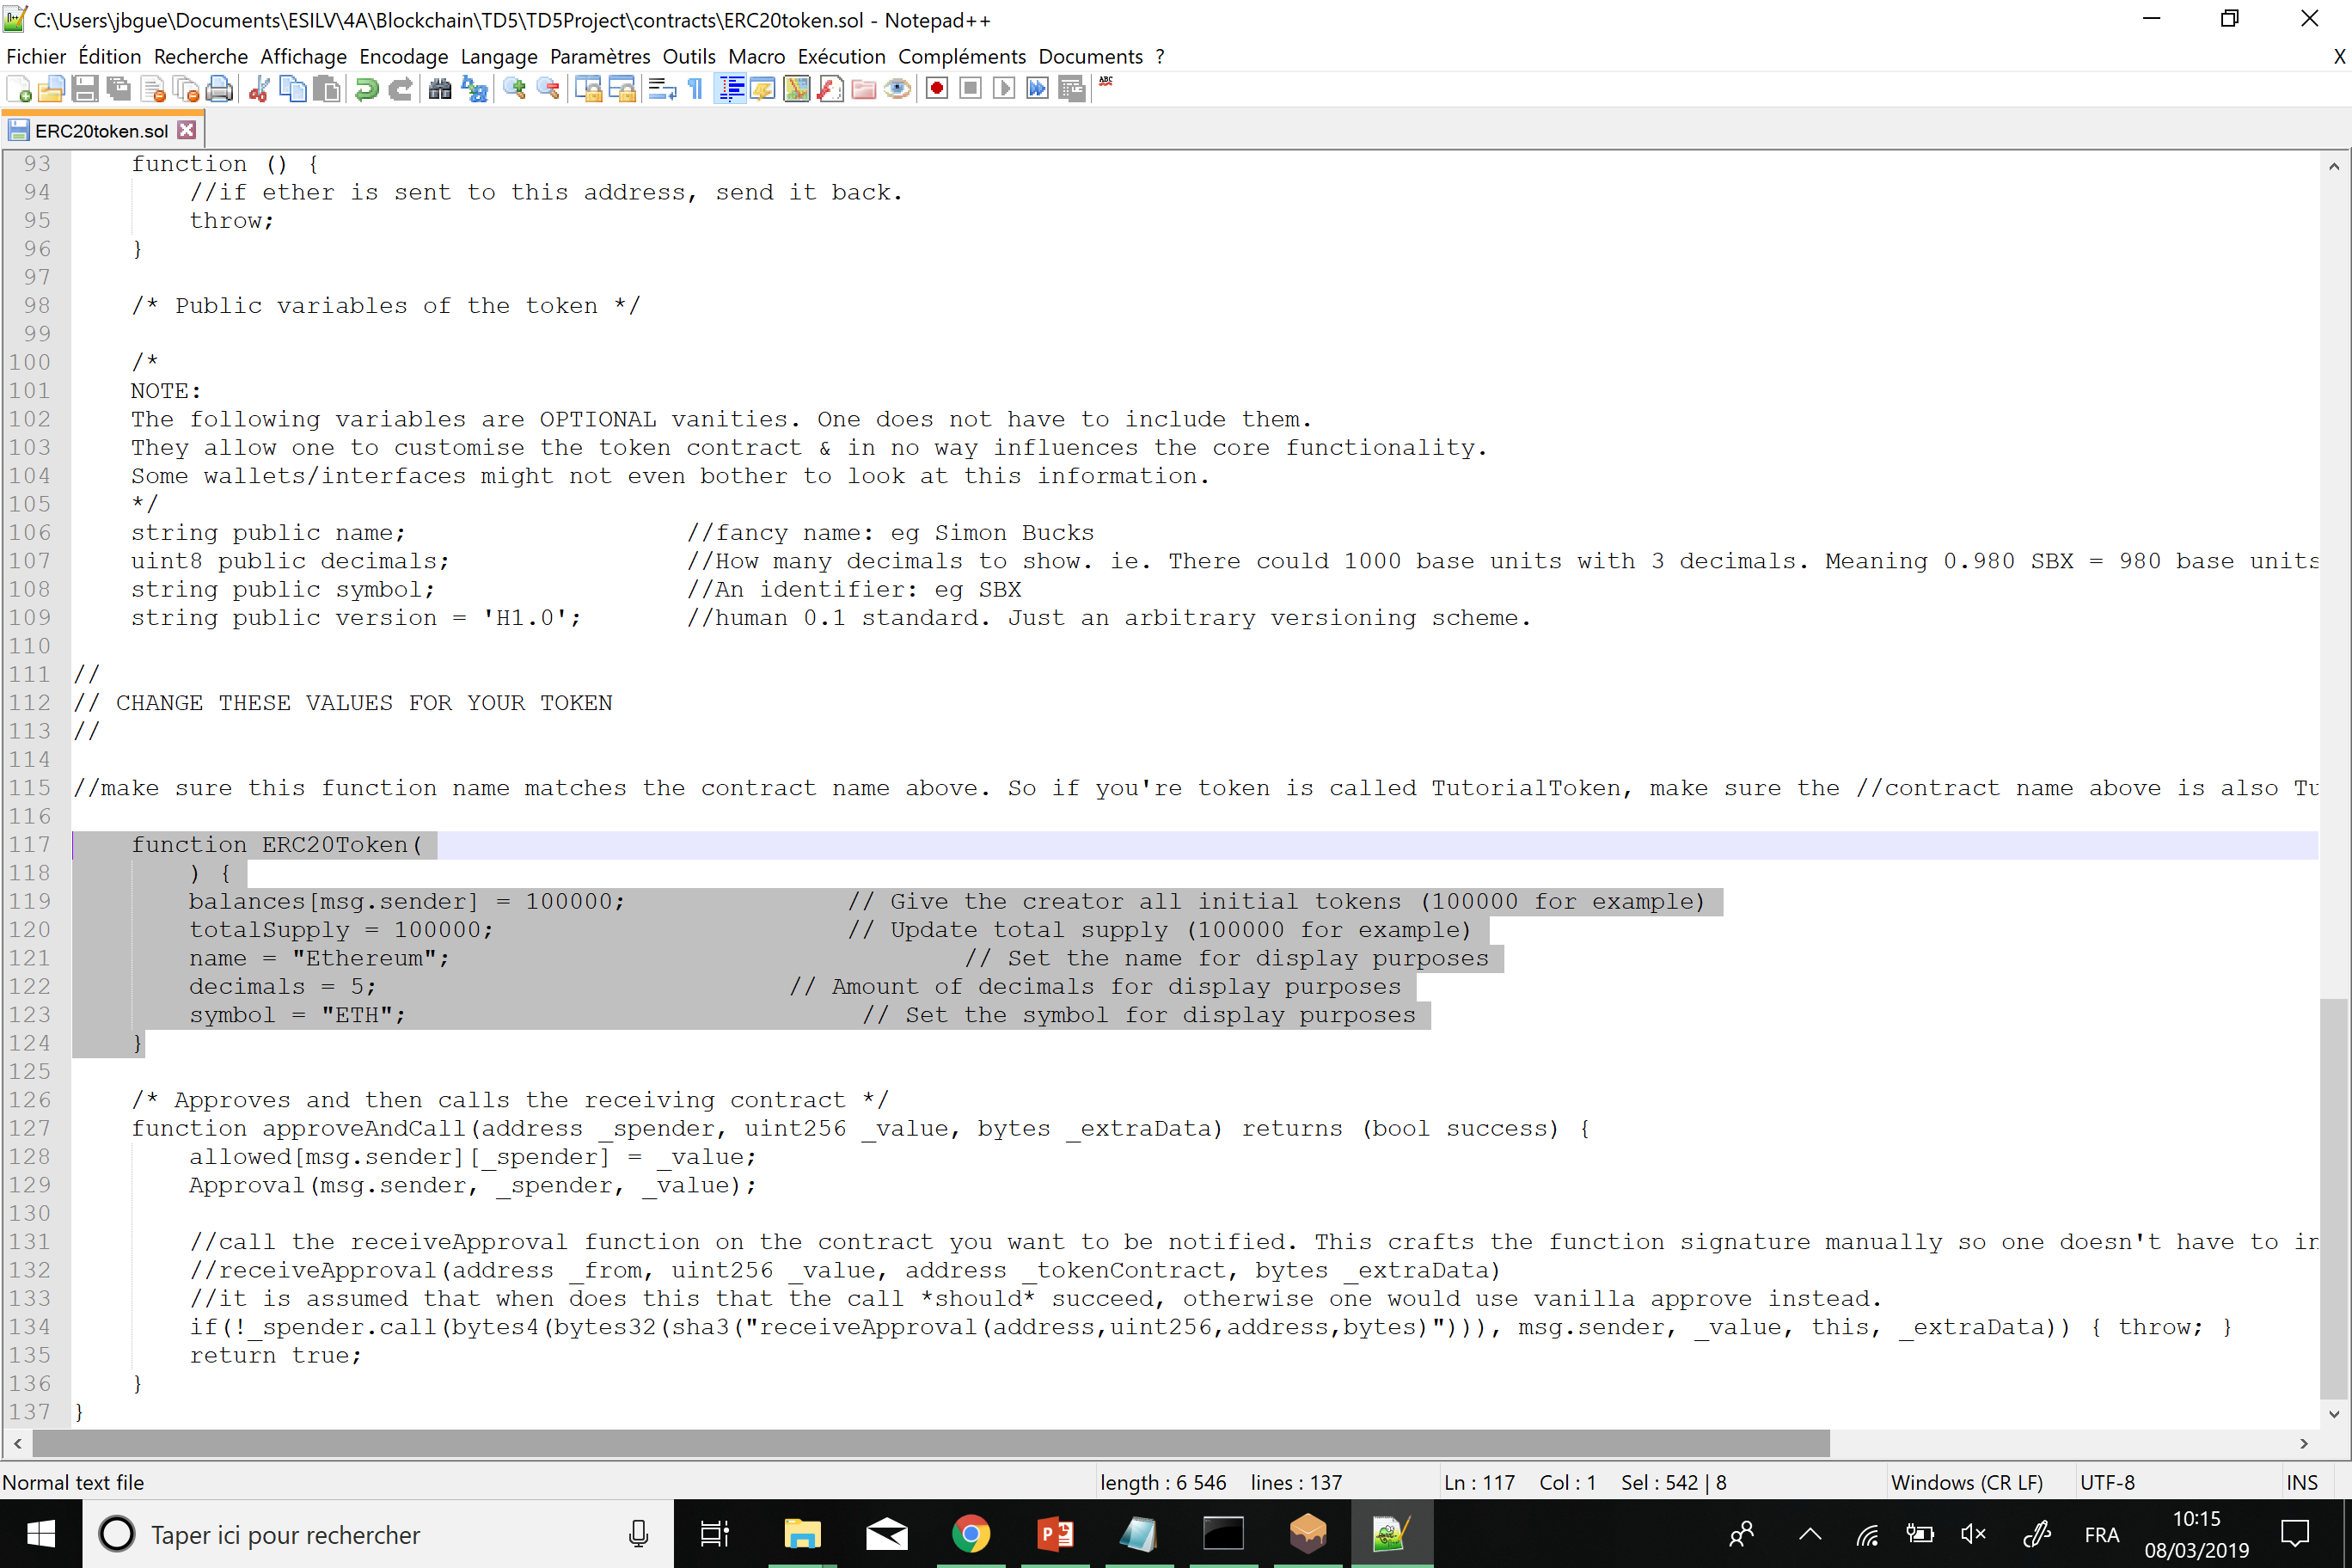 C:\Users\jbgue\Documents\ESILV\4A\Blockchain\TD5\TD5Project\contracts\ERC20token.sol - Notepad++
Fichier Édition Recherche Affichage Encodage Langage Paramètres Outils Macro Exécution Compléments Documents ? X
ERC20token.sol
93     function () {
94         //if ether is sent to this address, send it back.
95         throw;
96     }
97
98     /* Public variables of the token */
99
100     /*
101     NOTE:
102     The following variables are OPTIONAL vanities. One does not have to include them.
103     They allow one to customise the token contract & in no way influences the core functionality.
104     Some wallets/interfaces might not even bother to look at this information.
105     */
106     string public name;                   //fancy name: eg Simon Bucks
107     uint8 public decimals;                //How many decimals to show. ie. There could 1000 base units with 3 decimals. Meaning 0.980 SBX = 980 base units
108     string public symbol;                 //An identifier: eg SBX
109     string public version = 'H1.0';       //human 0.1 standard. Just an arbitrary versioning scheme.
110
111 //
112 // CHANGE THESE VALUES FOR YOUR TOKEN
113 //
114
115 //make sure this function name matches the contract name above. So if you're token is called TutorialToken, make sure the //contract name above is also Tu
116
117     function ERC20Token(
118         ) {
119         balances[msg.sender] = 100000;               // Give the creator all initial tokens (100000 for example)
120         totalSupply = 100000;                        // Update total supply (100000 for example)
121         name = "Ethereum";                                   // Set the name for display purposes
122         decimals = 5;                            // Amount of decimals for display purposes
123         symbol = "ETH";                               // Set the symbol for display purposes
124     }
125
126     /* Approves and then calls the receiving contract */
127     function approveAndCall(address _spender, uint256 _value, bytes _extraData) returns (bool success) {
128         allowed[msg.sender][_spender] = _value;
129         Approval(msg.sender, _spender, _value);
130
131         //call the receiveApproval function on the contract you want to be notified. This crafts the function signature manually so one doesn't have to in
132         //receiveApproval(address _from, uint256 _value, address _tokenContract, bytes _extraData)
133         //it is assumed that when does this that the call *should* succeed, otherwise one would use vanilla approve instead.
134         if(!_spender.call(bytes4(bytes32(sha3("receiveApproval(address,uint256,address,bytes)"))), msg.sender, _value, this, _extraData)) { throw; }
135         return true;
136     }
137 }
Normal text file length : 6 546 lines : 137 Ln : 117 Col : 1 Sel : 542 | 8 Windows (CR LF) UTF-8 INS
Taper ici pour rechercher
FRA
10:15
08/03/2019